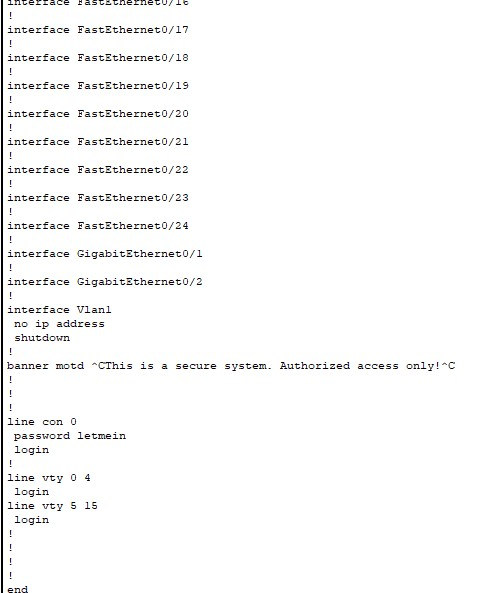 interface FastEthernet0/16
!
interface FastEthernet0/17
!
interface FastEthernet0/18
!
interface FastEthernet0/19
!
interface FastEthernet0/20
!
interface FastEthernet0/21
!
interface FastEthernet0/22
!
interface FastEthernet0/23
!
interface FastEthernet0/24
!
interface GigabitEthernet0/1
!
interface GigabitEthernet0/2
!
interface Vlan1
 no ip address
 shutdown
!
banner motd ^CThis is a secure system. Authorized access only!^C
!
!
!
line con 0
 password letmein
 login
!
line vty 0 4
 login
line vty 5 15
 login
!
!
!
!
end